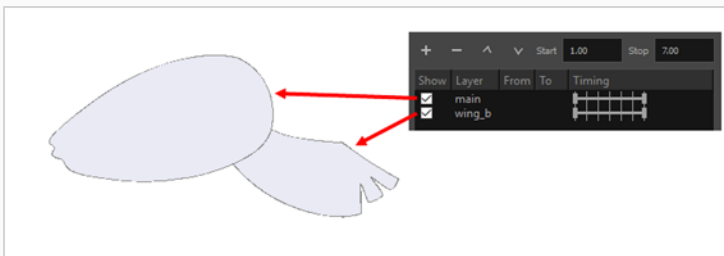 Start 1.00 Stop 7.00
Show Layer From To Timing
main
wing_b